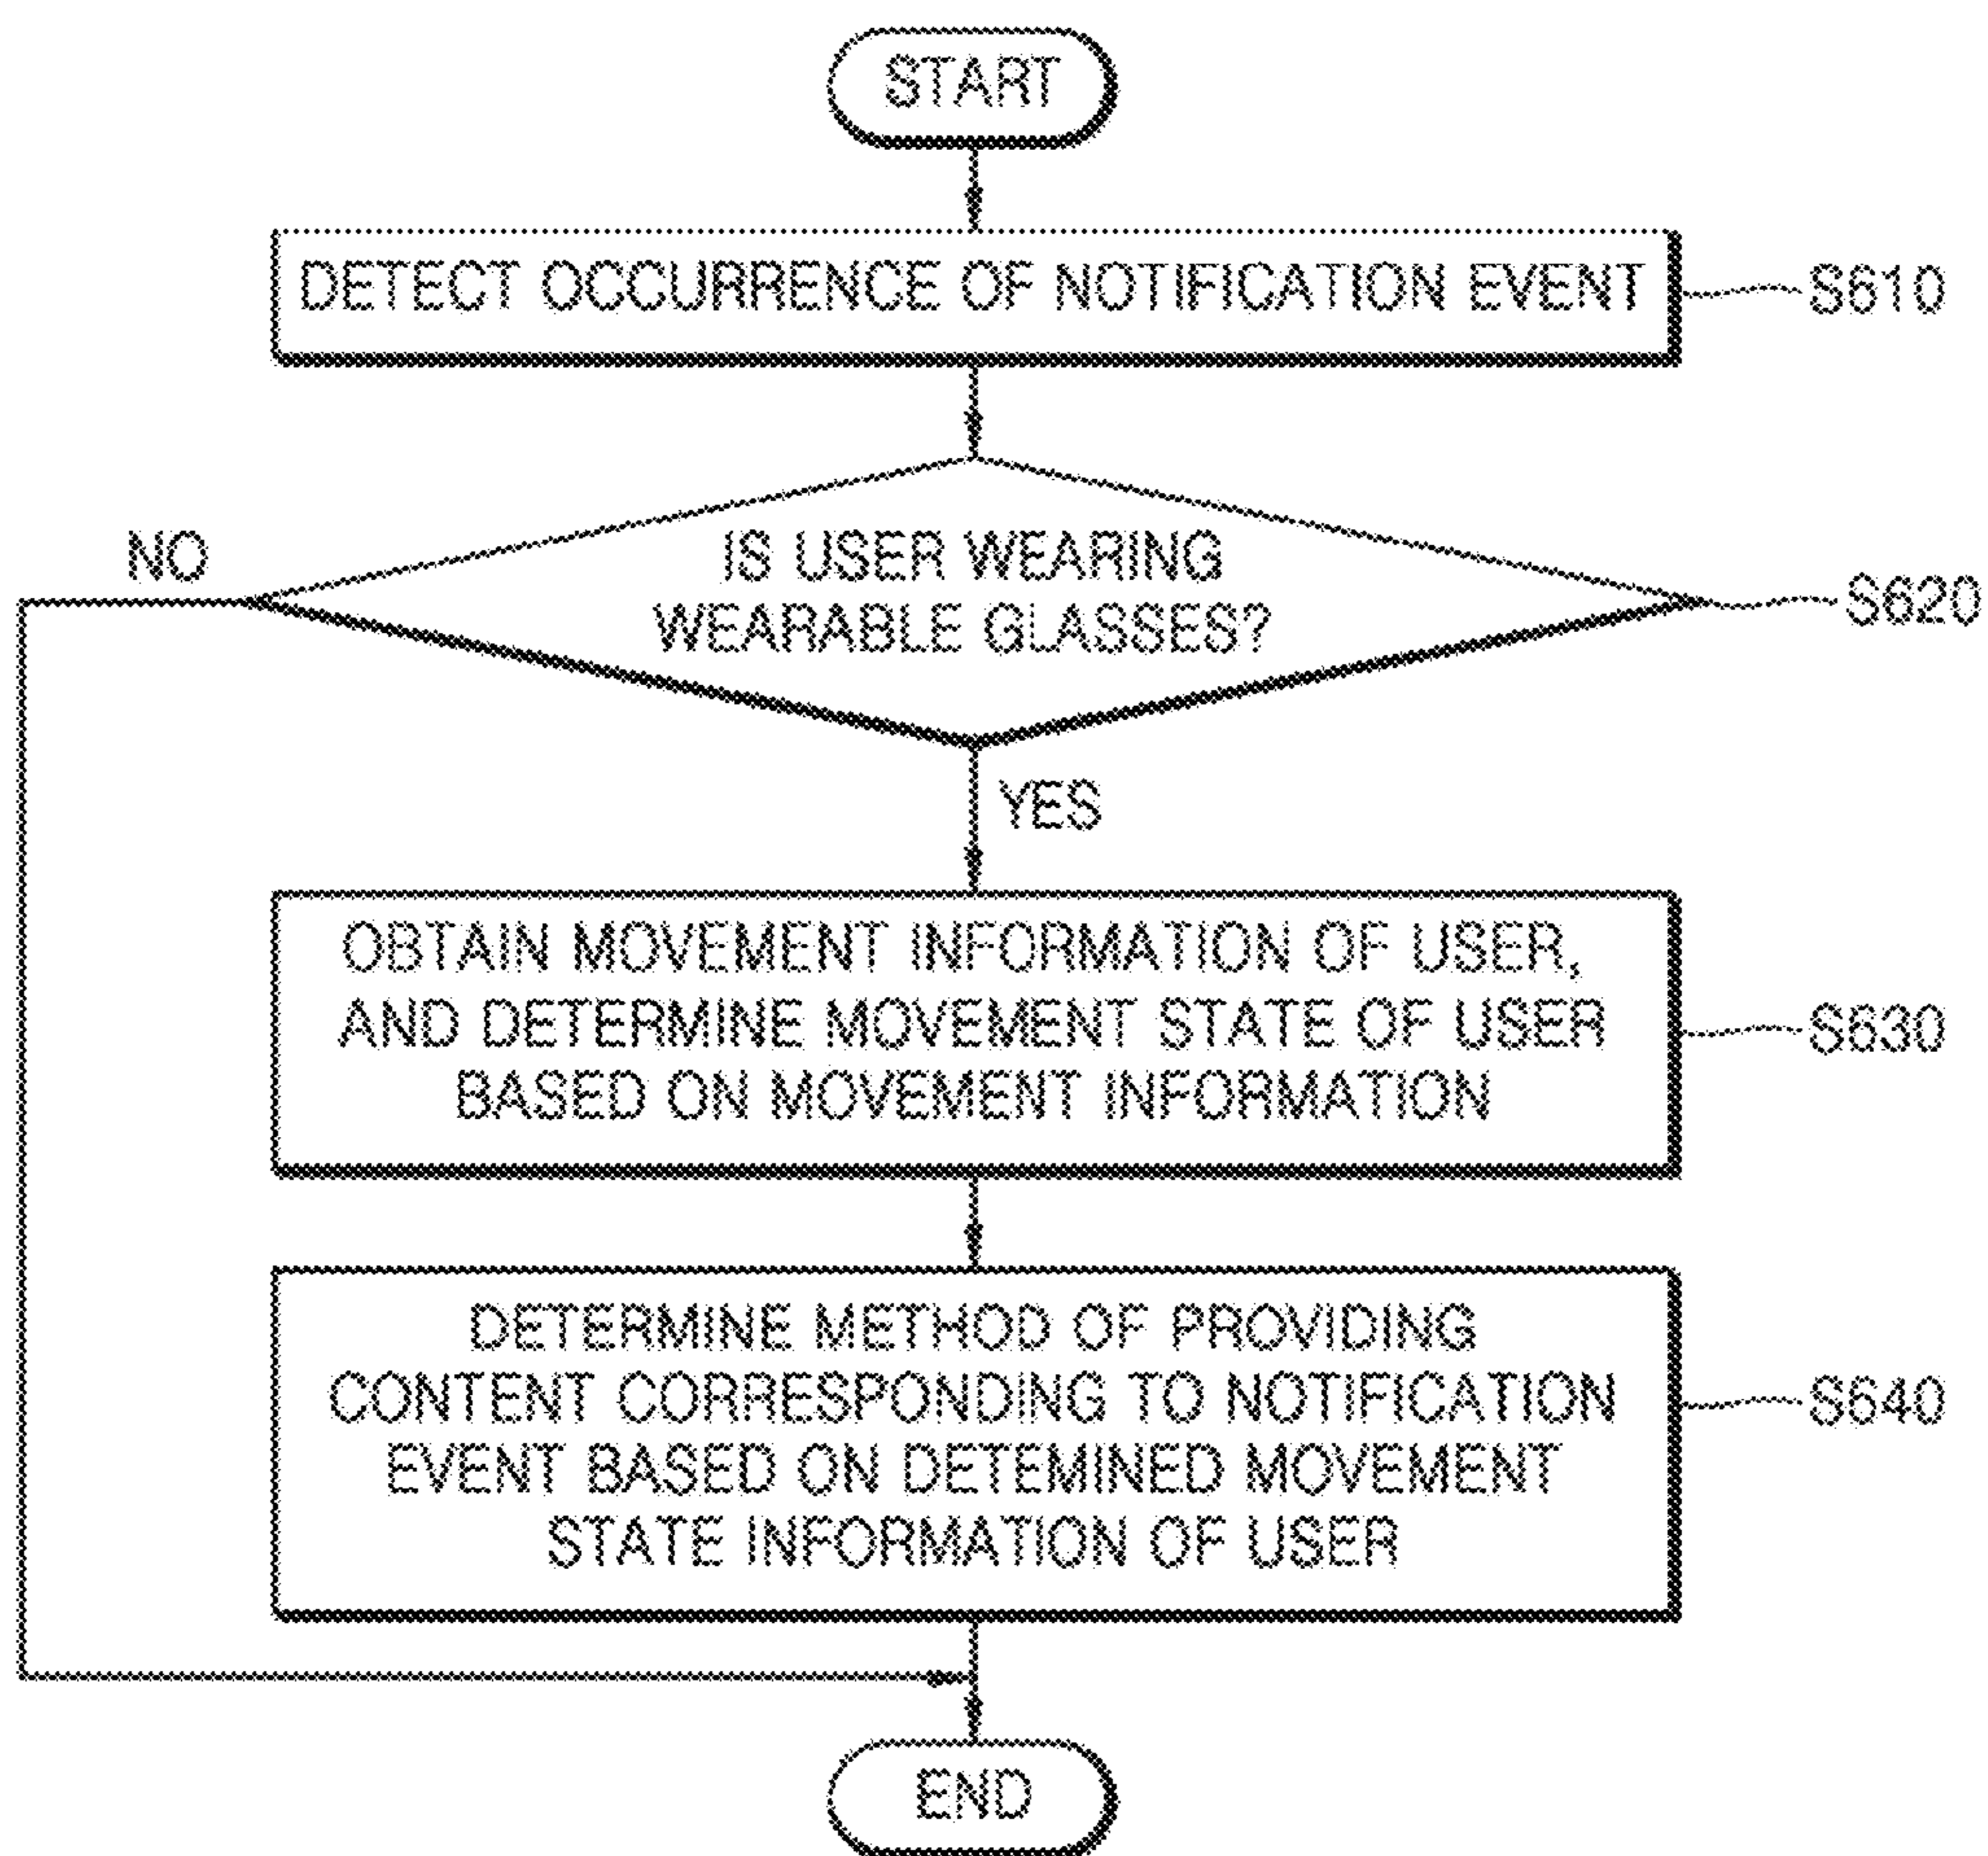 START
DETECT OCCURRENCE OF NOTIFICATION EVENT
S610
IS USER WEARING
WEARABLE GLASSES?
S620
NO
YES
OBTAIN MOVEMENT INFORMATION OF USER,
AND DETERMINE MOVEMENT STATE OF USER
BASED ON MOVEMENT INFORMATION
S630
DETERMINE METHOD OF PROVIDING
CONTENT CORRESPONDING TO NOTIFICATION
EVENT BASED ON DETEMINED MOVEMENT
STATE INFORMATION OF USER
S640
END